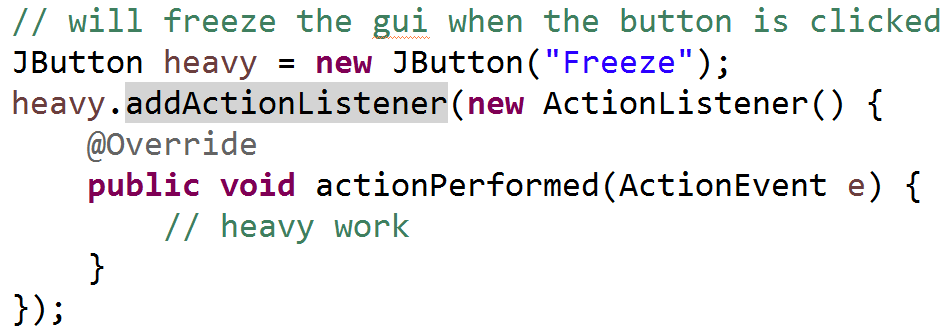 // will freeze the gui when the button is clicked
JButton heavy = new JButton("Freeze");
heavy.addActionListener(new ActionListener() {
    @Override
    public void actionPerformed(ActionEvent e) {
        // heavy work
    }
});